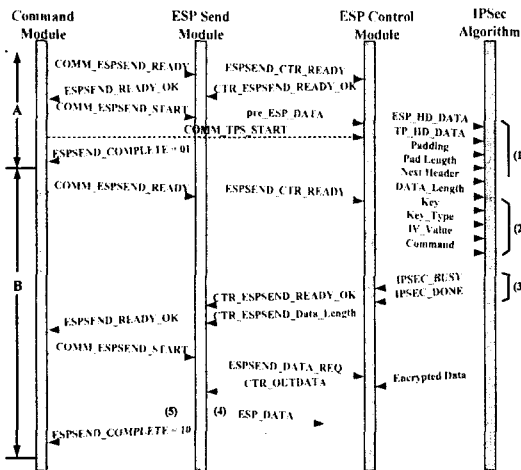 Command Module
ESP Send Module
ESP Control Module
IPSec Algorithm
COMM_ESPSEND_READY
ESPSEND_CTR_READY
ESPSEND_READY_OK
CTR_ESPSEND_READY_OK
COMM_ESPSEND_START
pre_ESP_DATA
ESP_HD_DATA
A
COMM_TPS_START
TP_HD_DATA
Padding
(1)
ESPSEND_COMPLETE = 01
Pad Length
Next Header
COMM_ESPSEND_READY
ESPSEND_CTR_READY
DATA_Length
Key
Key_Type
(2)
IV_Value
Command
B
IPSEC_BUSY
(3)
CTR_ESPSEND_READY_OK
IPSEC_DONE
ESPSEND_READY_OK
CTR_ESPSEND_Data_Length
COMM_ESPSEND_START
ESPSEND_DATA_REQ
CTR_OUTDATA
Encrypted Data
(5)
(4)
ESP_DATA
ESPSEND_COMPLETE = 10